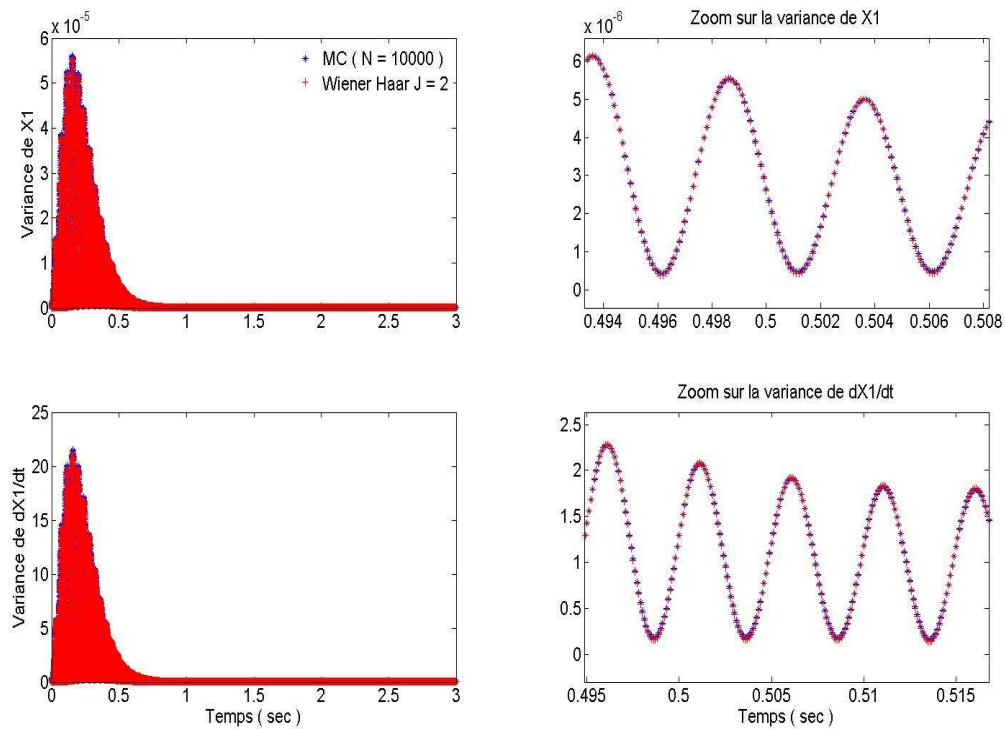 x 10⁻⁵
6
5
4
3
2
1
0
Variance de X1
MC ( N = 10000 )
Wiener Haar J = 2
0 0.5 1 1.5 2 2.5 3
Zoom sur la variance de X1
x 10⁻⁶
6
5
4
3
2
1
0
0.494 0.496 0.498 0.5 0.502 0.504 0.506 0.508
25
20
15
10
5
0
Variance de dX1/dt
0 0.5 1 1.5 2 2.5 3
Temps ( sec )
Zoom sur la variance de dX1/dt
2.5
2
1.5
1
0.5
0
0.495 0.5 0.505 0.51 0.515
Temps ( sec )